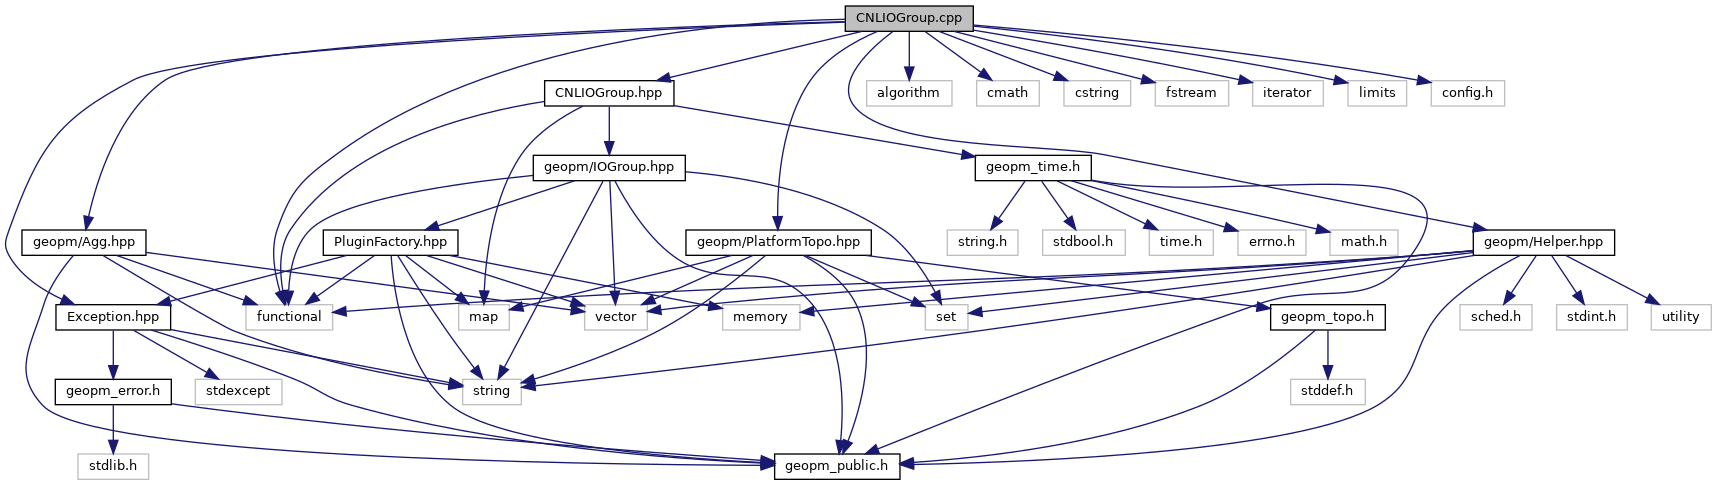 CNLIOGroup.cpp
CNLIOGroup.hpp
algorithm
cmath
cstring
fstream
iterator
limits
config.h
geopm/IOGroup.hpp
geopm_time.h
geopm/Agg.hpp
PluginFactory.hpp
geopm/PlatformTopo.hpp
string.h
stdbool.h
time.h
errno.h
math.h
geopm/Helper.hpp
Exception.hpp
functional
map
vector
memory
set
geopm_topo.h
sched.h
stdint.h
utility
geopm_error.h
stdexcept
string
stddef.h
stdlib.h
geopm_public.h